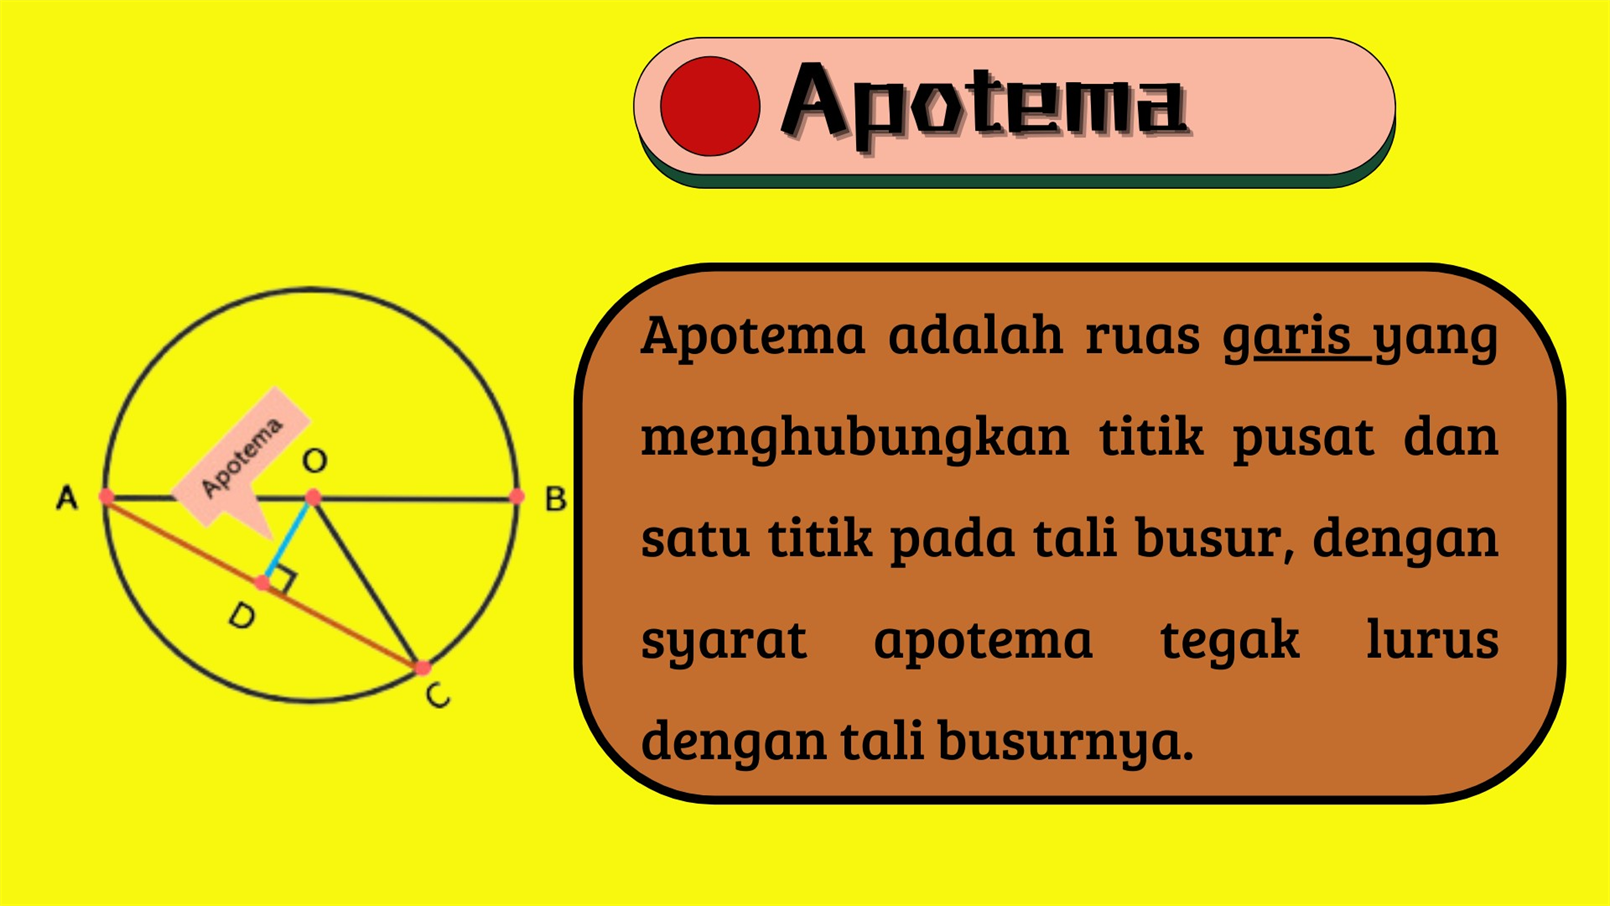 Apotema
Apotema adalah ruas garis yang
menghubungkan titik pusat dan
satu titik pada tali busur, dengan
syarat apotema tegak lurus
dengan tali busurnya.
Apotema
O
A
B
D
C